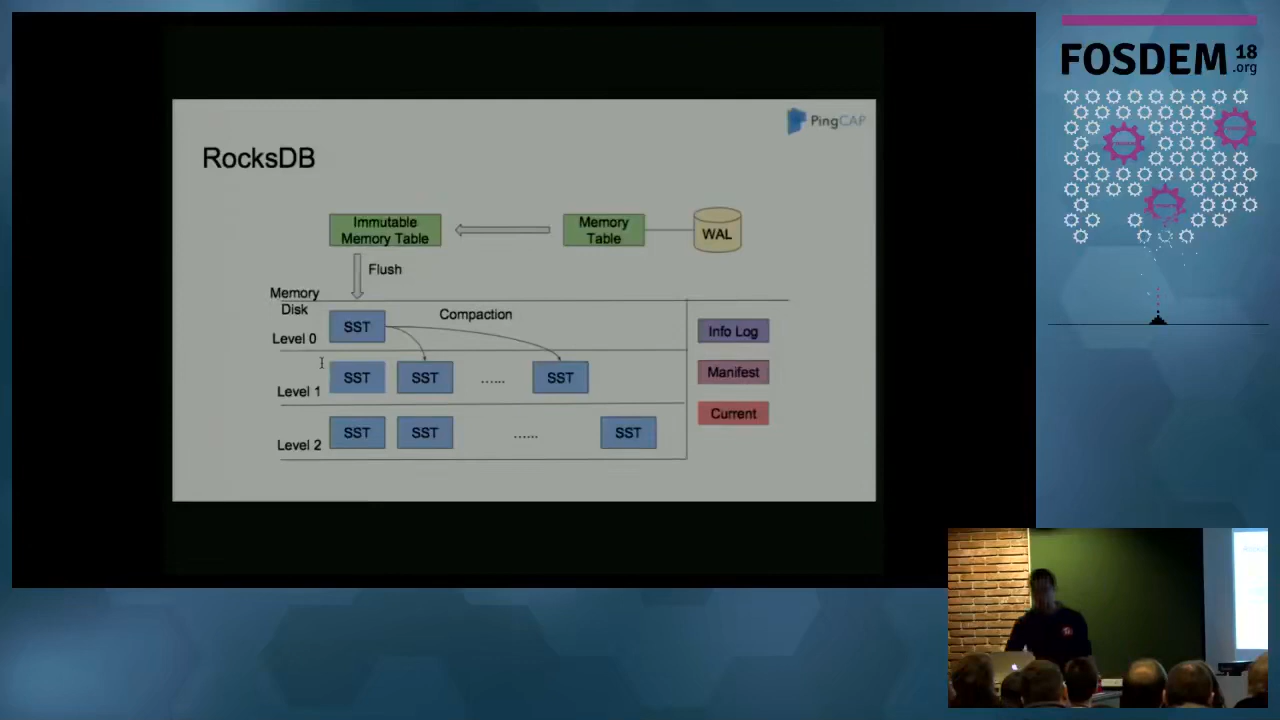 FOSDEM 18
.org
PingCAP
RocksDB
Immutable
Memory Table
Memory
Table
WAL
Flush
Memory
Disk
Compaction
Level 0
SST
Info Log
Level 1
SST
SST
......
SST
Manifest
Current
Level 2
SST
SST
......
SST